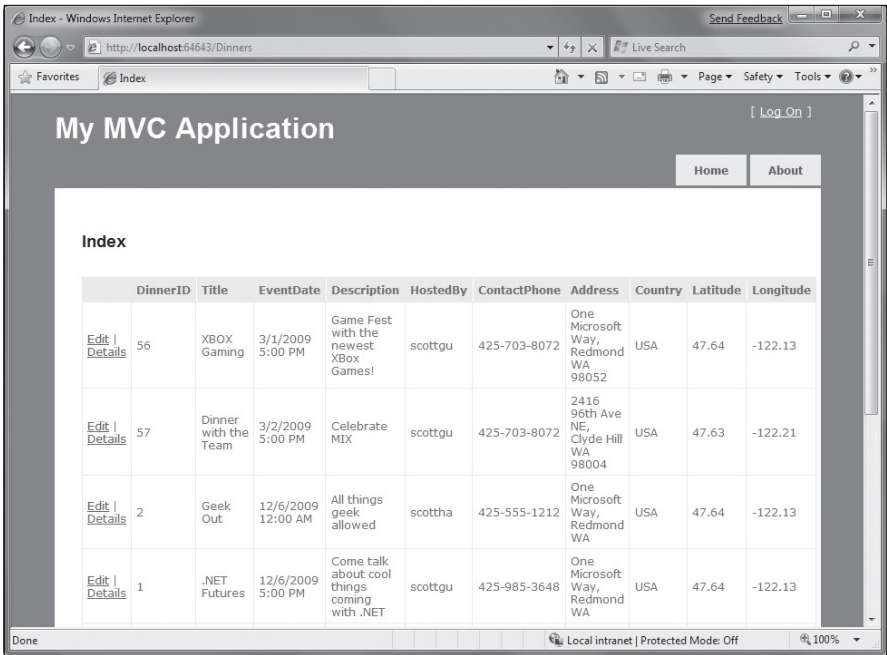 Index - Windows Internet Explorer
Send Feedback
http://localhost:64643/Dinners
Live Search
Favorites
Index
Page
Safety
Tools
[ Log On ]
My MVC Application
Home
About
Index
DinnerID Title EventDate Description HostedBy ContactPhone Address Country Latitude Longitude
Edit |
Details
56
XBOX
Gaming
3/1/2009
5:00 PM
Game Fest
with the
newest
XBox
Games!
scottgu
425-703-8072
One
Microsoft
Way,
Redmond
WA
98052
USA
47.64
-122.13
Edit |
Details
57
Dinner
with the
Team
3/2/2009
5:00 PM
Celebrate
MIX
scottgu
425-703-8072
2416
96th Ave
NE,
Clyde Hill
WA
98004
USA
47.63
-122.21
Edit |
Details
2
Geek
Out
12/6/2009
12:00 AM
All things
geek
allowed
scottha
425-555-1212
One
Microsoft
Way,
Redmond
WA
USA
47.64
-122.13
Edit |
Details
1
.NET
Futures
12/6/2009
5:00 PM
Come talk
about cool
things
coming
with .NET
scottgu
425-985-3648
One
Microsoft
Way,
Redmond
WA
USA
47.64
-122.13
Done
Local intranet | Protected Mode: Off
100%